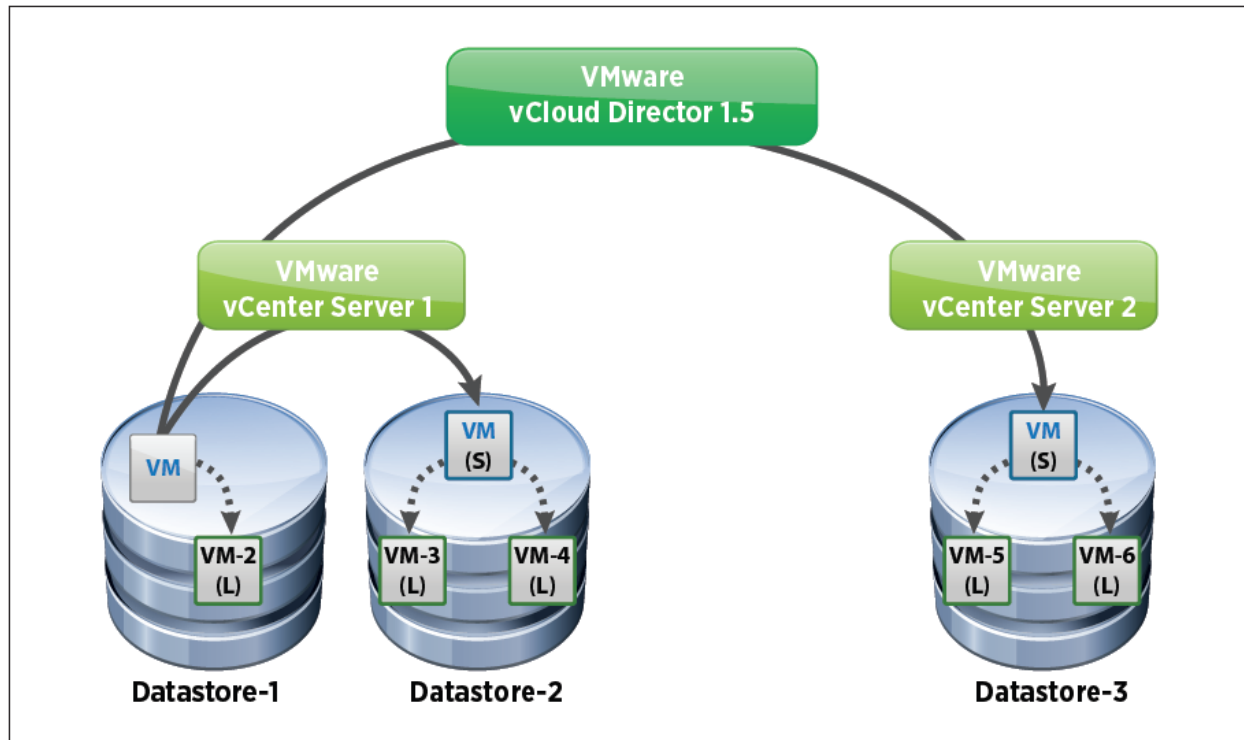 VMware
vCloud Director 1.5
VMware
vCenter Server 1
VMware
vCenter Server 2
VM
VM
(S)
VM
(S)
VM-2
(L)
VM-3
(L)
VM-4
(L)
VM-5
(L)
VM-6
(L)
Datastore-1
Datastore-2
Datastore-3